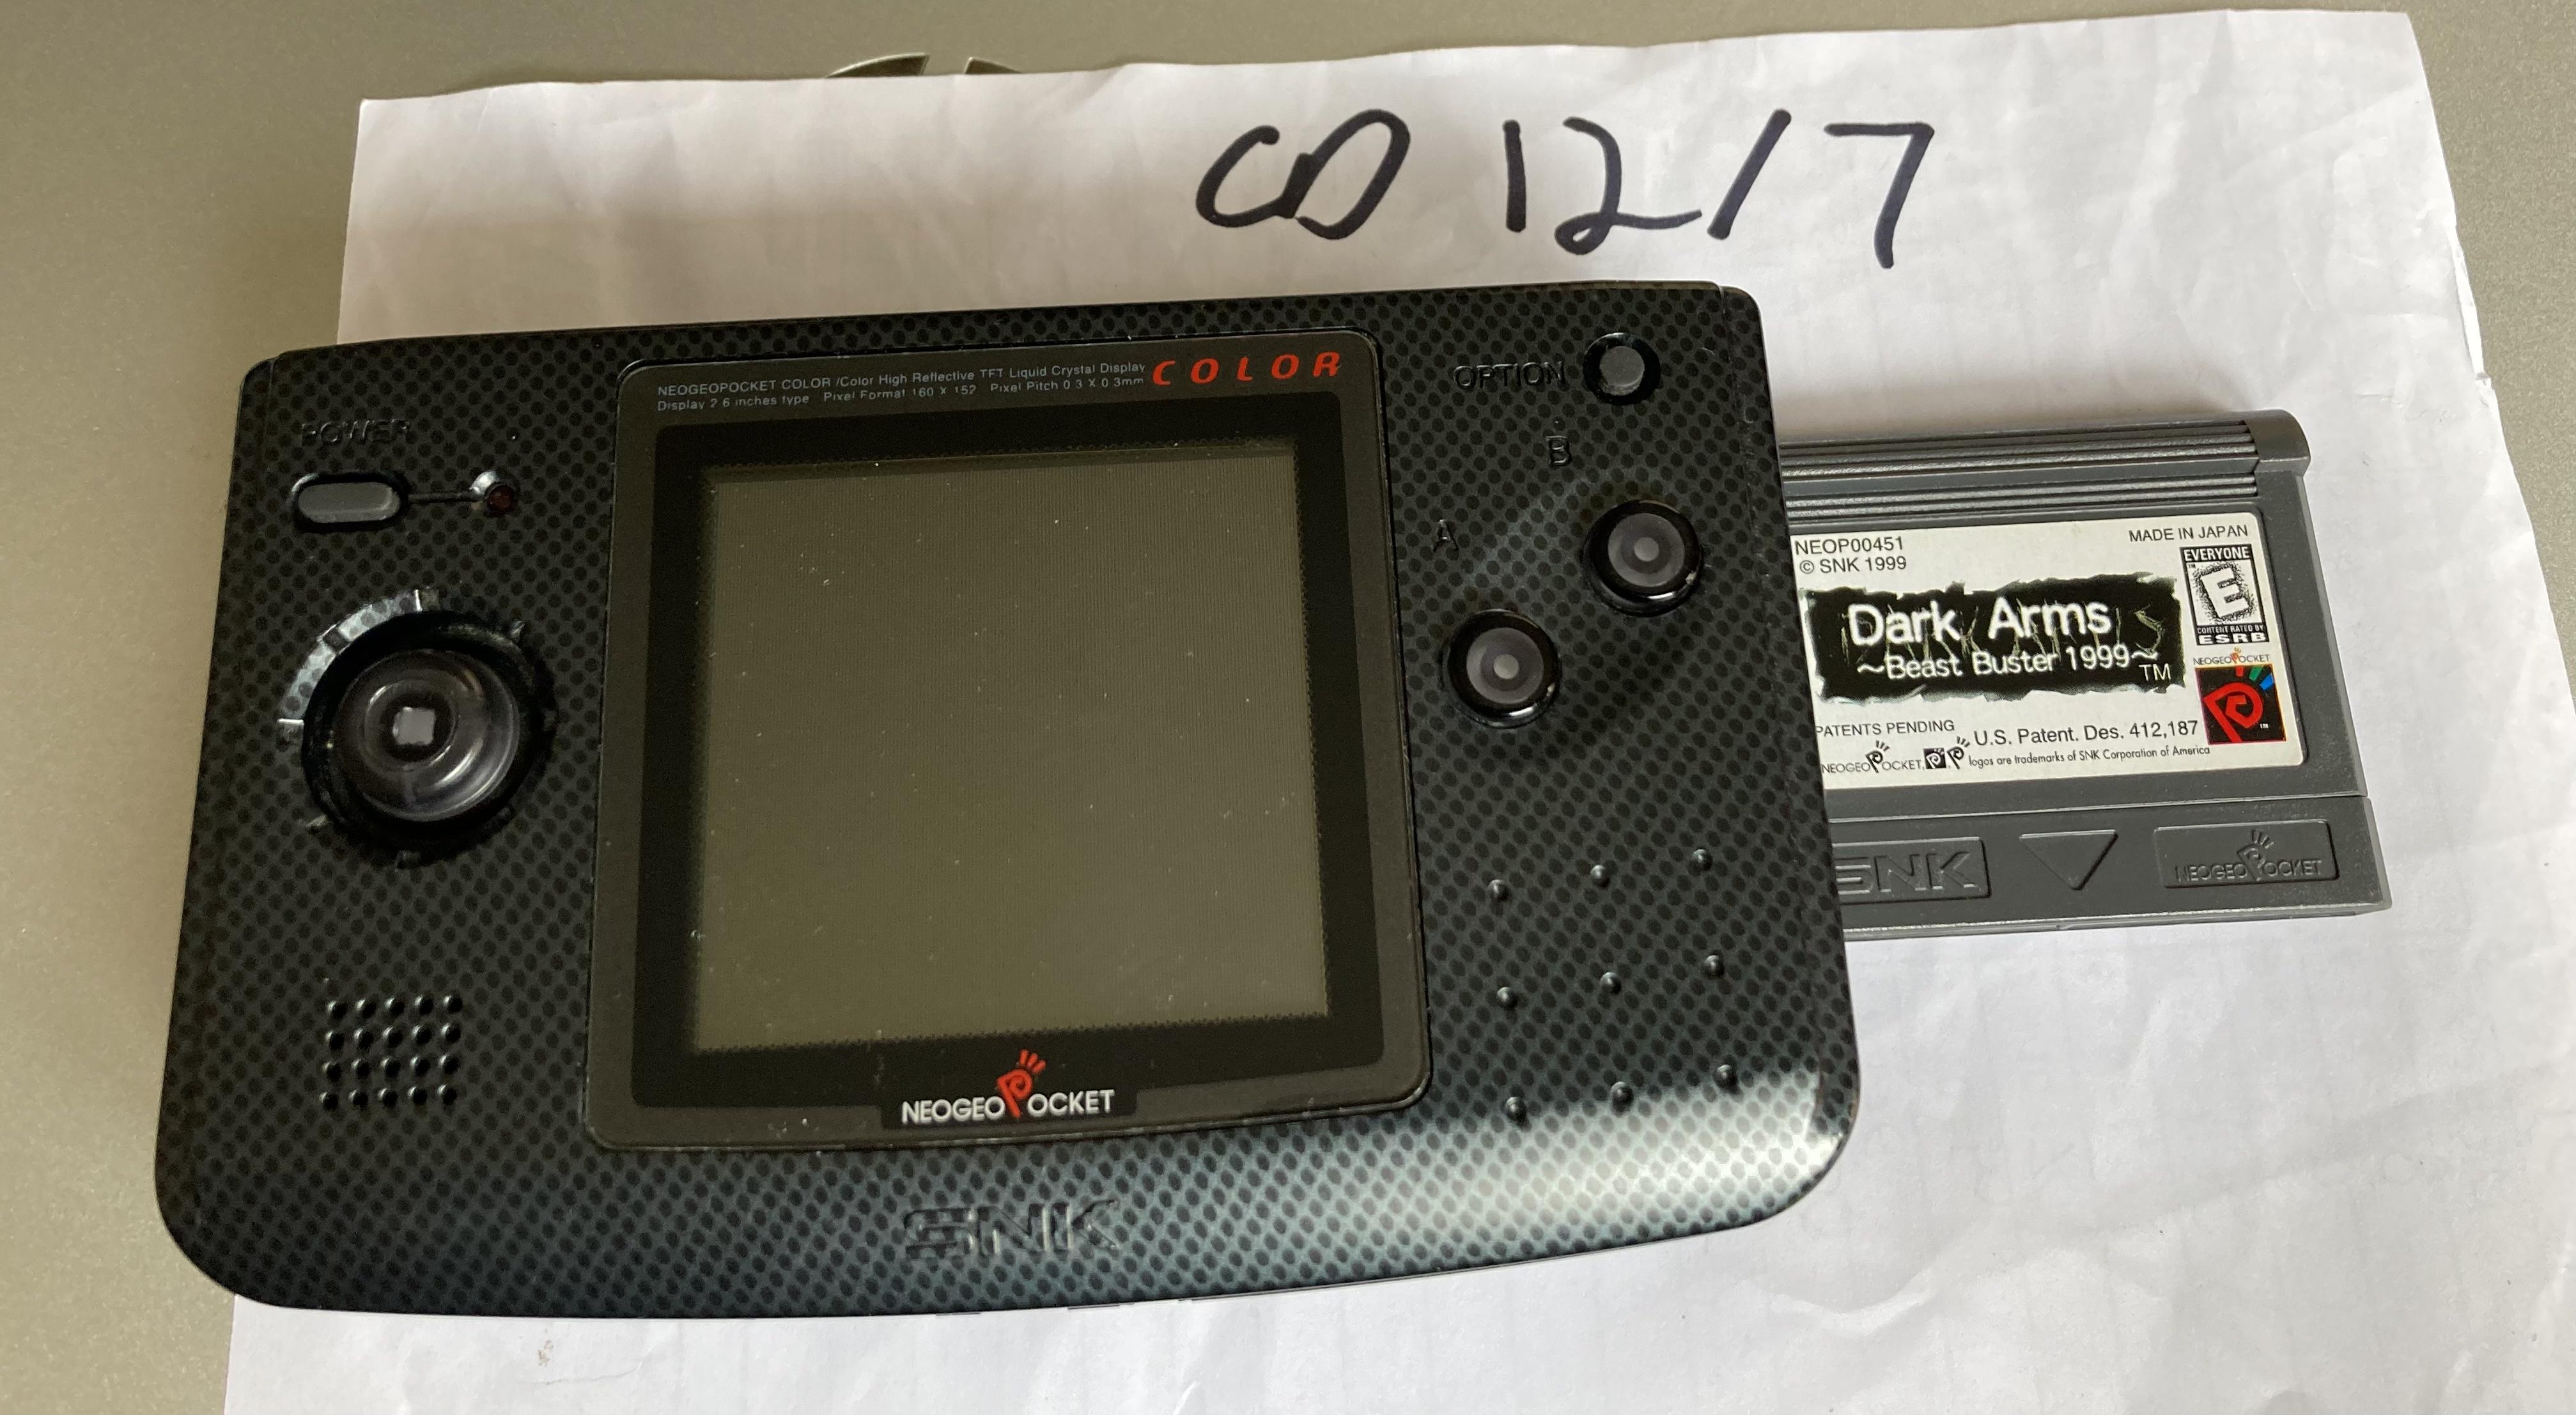 CD 12/7
NEOGEOPOCKET COLOR /Color High Reflective TFT Liquid Crystal Display
Display 2.6 inches type Pixel Format 160 X 152 Pixel Pitch 0.3 X 0.3mm
COLOR
OPTION
POWER
B
A
NEOGEO POCKET
SNK
NEOP00451
MADE IN JAPAN
© SNK 1999
EVERYONE
E
CONTENT RATED BY
ESRB
Dark Arms
~Beast Buster 1999~
TM
NEOGEO POCKET
PATENTS PENDING
U.S. Patent. Des. 412,187
NEOGEO POCKET, logos are trademarks of SNK Corporation of America
SNK
NEOGEO POCKET